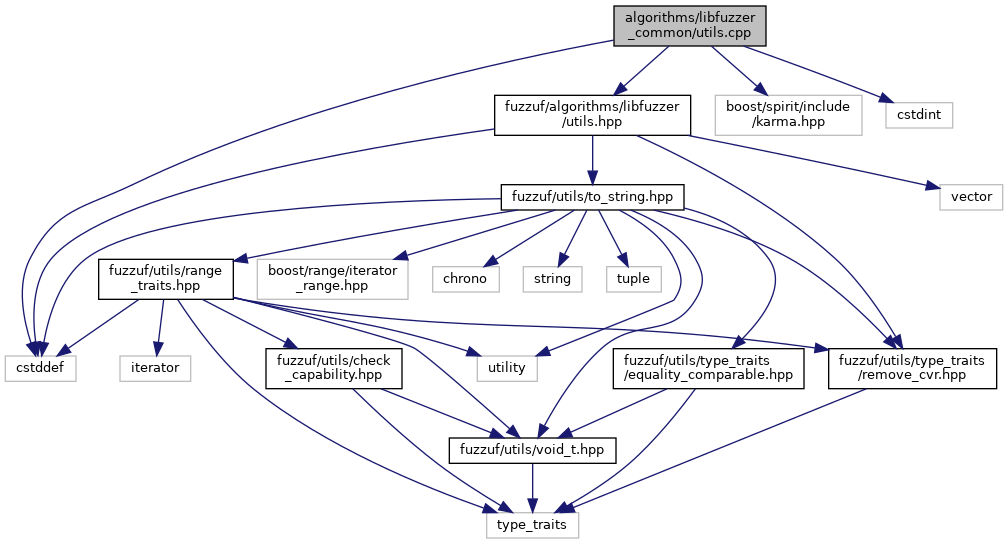 algorithms/libfuzzer
_common/utils.cpp
fuzzuf/algorithms/libfuzzer
/utils.hpp
boost/spirit/include
/karma.hpp
cstdint
fuzzuf/utils/to_string.hpp
vector
fuzzuf/utils/range
_traits.hpp
boost/range/iterator
_range.hpp
chrono
string
tuple
cstddef
iterator
fuzzuf/utils/check
_capability.hpp
utility
fuzzuf/utils/type_traits
/equality_comparable.hpp
fuzzuf/utils/type_traits
/remove_cvr.hpp
fuzzuf/utils/void_t.hpp
type_traits